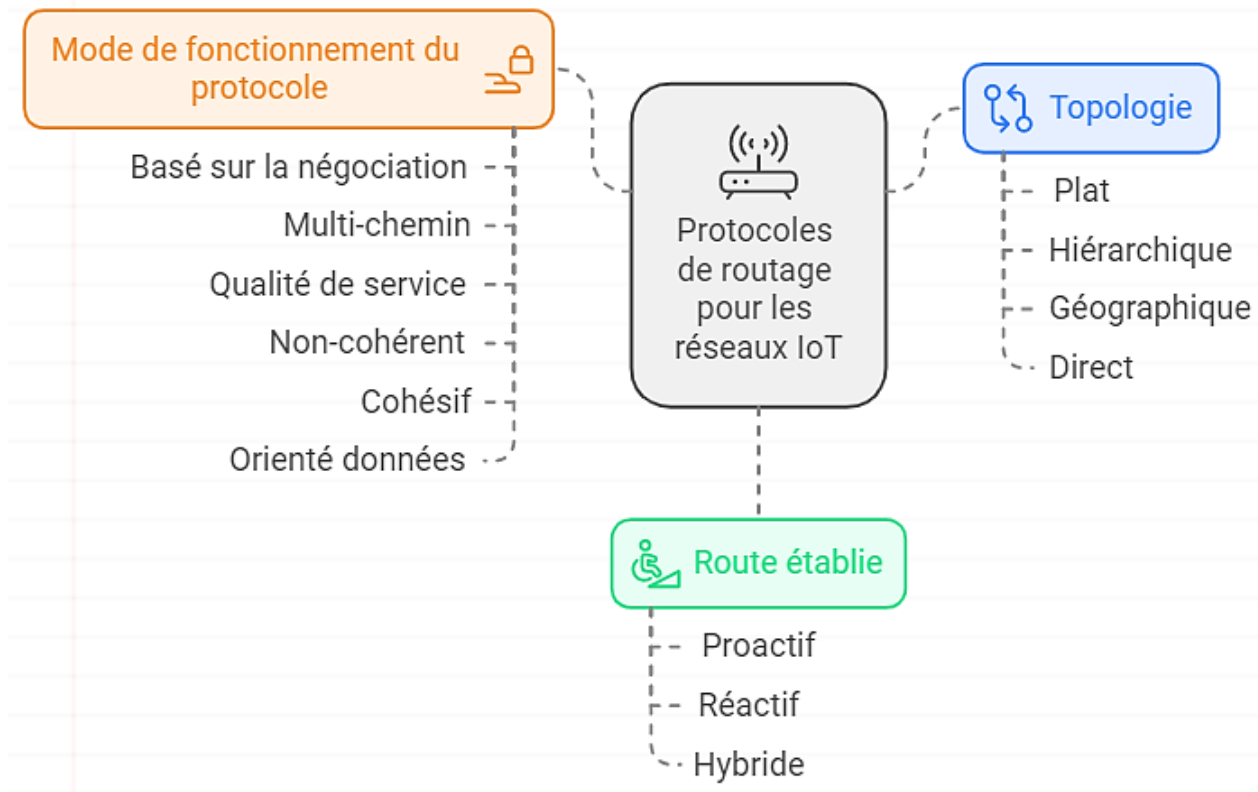 Mode de fonctionnement du
protocole
Basé sur la négociation
Multi-chemin
Qualité de service
Non-cohérent
Cohésif
Orienté données
Protocoles
de routage
pour les
réseaux IoT
Topologie
Plat
Hiérarchique
Géographique
Direct
Route établie
Proactif
Réactif
Hybride